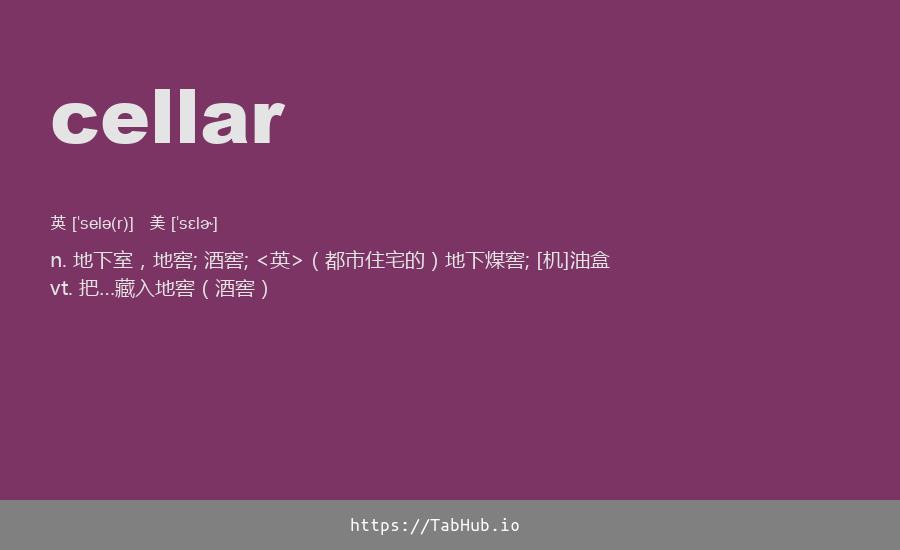 cellar
英 ['selə(r)]   美 ['sɛlɚ]
n. 地下室，地窖; 酒窖; <英>（都市住宅的）地下煤窖; [机]油盒
vt. 把…藏入地窖（酒窖）
https://TabHub.io